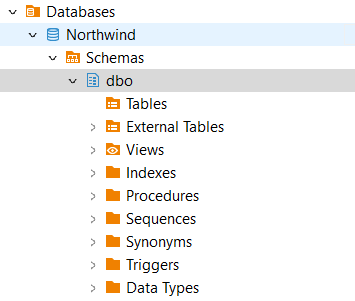 Databases
Northwind
Schemas
dbo
Tables
External Tables
Views
Indexes
Procedures
Sequences
Synonyms
Triggers
Data Types